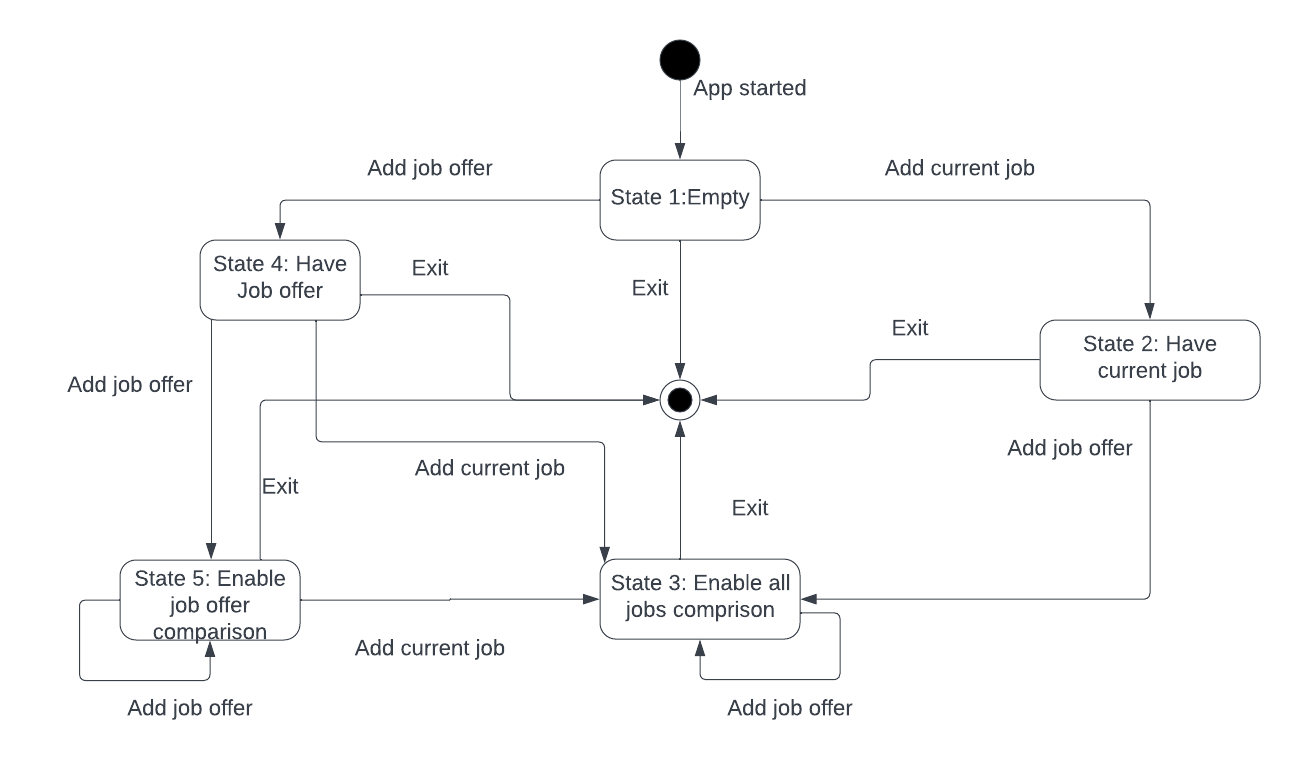 App started
Add job offer
Add current job
State 1:Empty
State 4: Have
Job offer
Exit
Exit
Exit
State 2: Have
current job
Add job offer
Add job offer
Add current job
Exit
Exit
State 5: Enable
job offer
comparison
State 3: Enable all
jobs comprison
Add current job
Add job offer
Add job offer